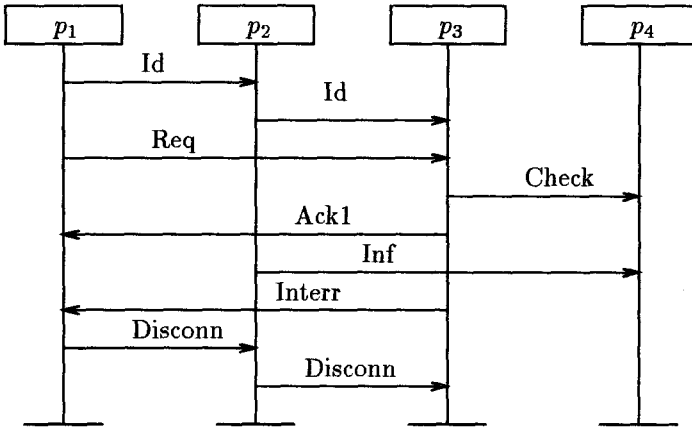 p1 p2 p3 p4
Id
Id
Req
Check
Ack1
Inf
Interr
Disconn
Disconn